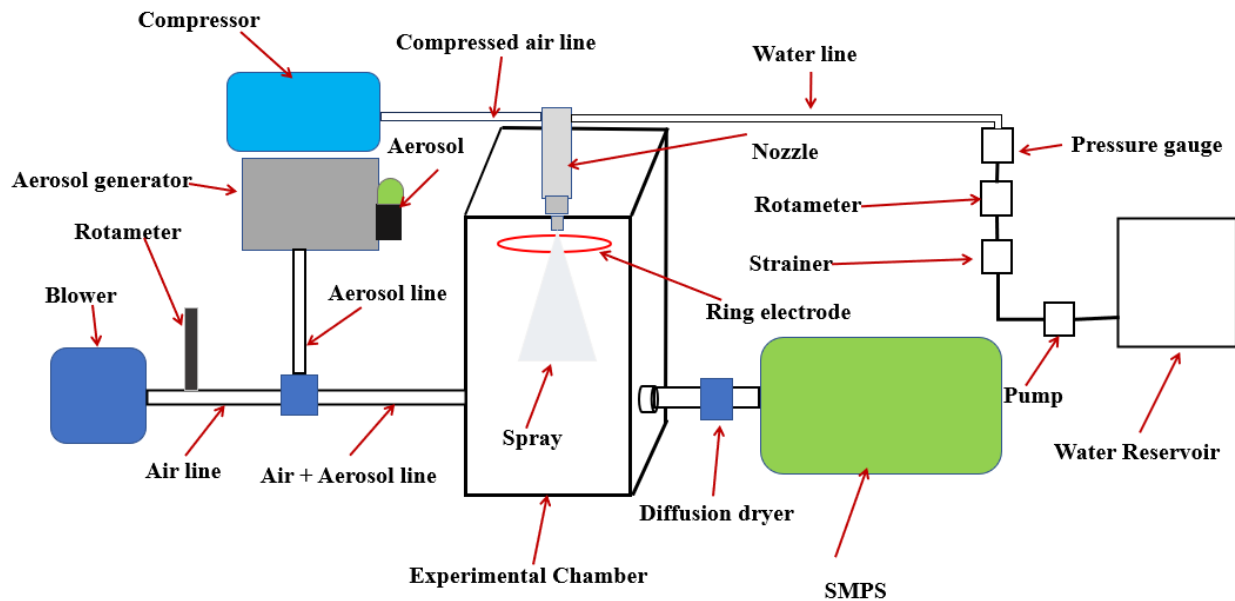 Compressor
Compressed air line
Water line
Aerosol
Nozzle
Pressure gauge
Aerosol generator
Rotameter
Rotameter
Strainer
Blower
Aerosol line
Ring electrode
Pump
Spray
Air line
Air + Aerosol line
Water Reservoir
Diffusion dryer
Experimental Chamber
SMPS